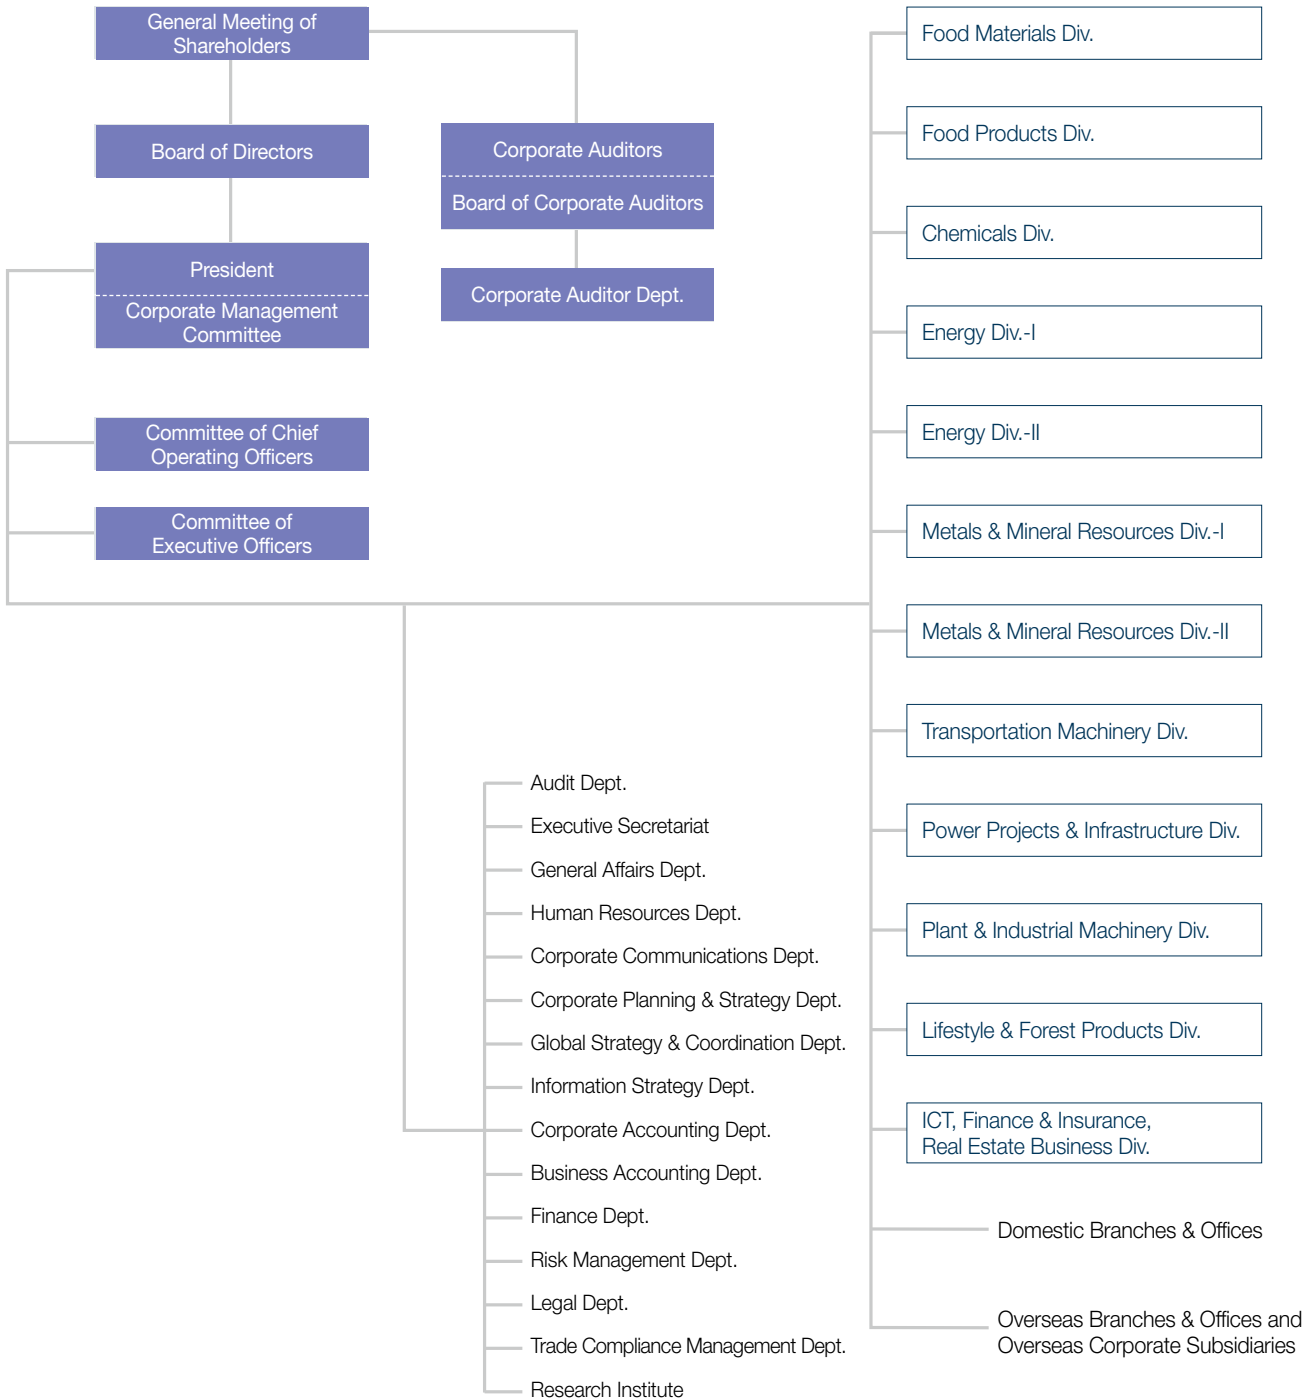 General Meeting of
Shareholders
Board of Directors
President
Corporate Management
Committee
Committee of Chief
Operating Officers
Committee of
Executive Officers
Corporate Auditors
Board of Corporate Auditors
Corporate Auditor Dept.
Audit Dept.
Executive Secretariat
General Affairs Dept.
Human Resources Dept.
Corporate Communications Dept.
Corporate Planning & Strategy Dept.
Global Strategy & Coordination Dept.
Information Strategy Dept.
Corporate Accounting Dept.
Business Accounting Dept.
Finance Dept.
Risk Management Dept.
Legal Dept.
Trade Compliance Management Dept.
Research Institute
Food Materials Div.
Food Products Div.
Chemicals Div.
Energy Div.-I
Energy Div.-II
Metals & Mineral Resources Div.-I
Metals & Mineral Resources Div.-II
Transportation Machinery Div.
Power Projects & Infrastructure Div.
Plant & Industrial Machinery Div.
Lifestyle & Forest Products Div.
ICT, Finance & Insurance,
Real Estate Business Div.
Domestic Branches & Offices
Overseas Branches & Offices and
Overseas Corporate Subsidiaries